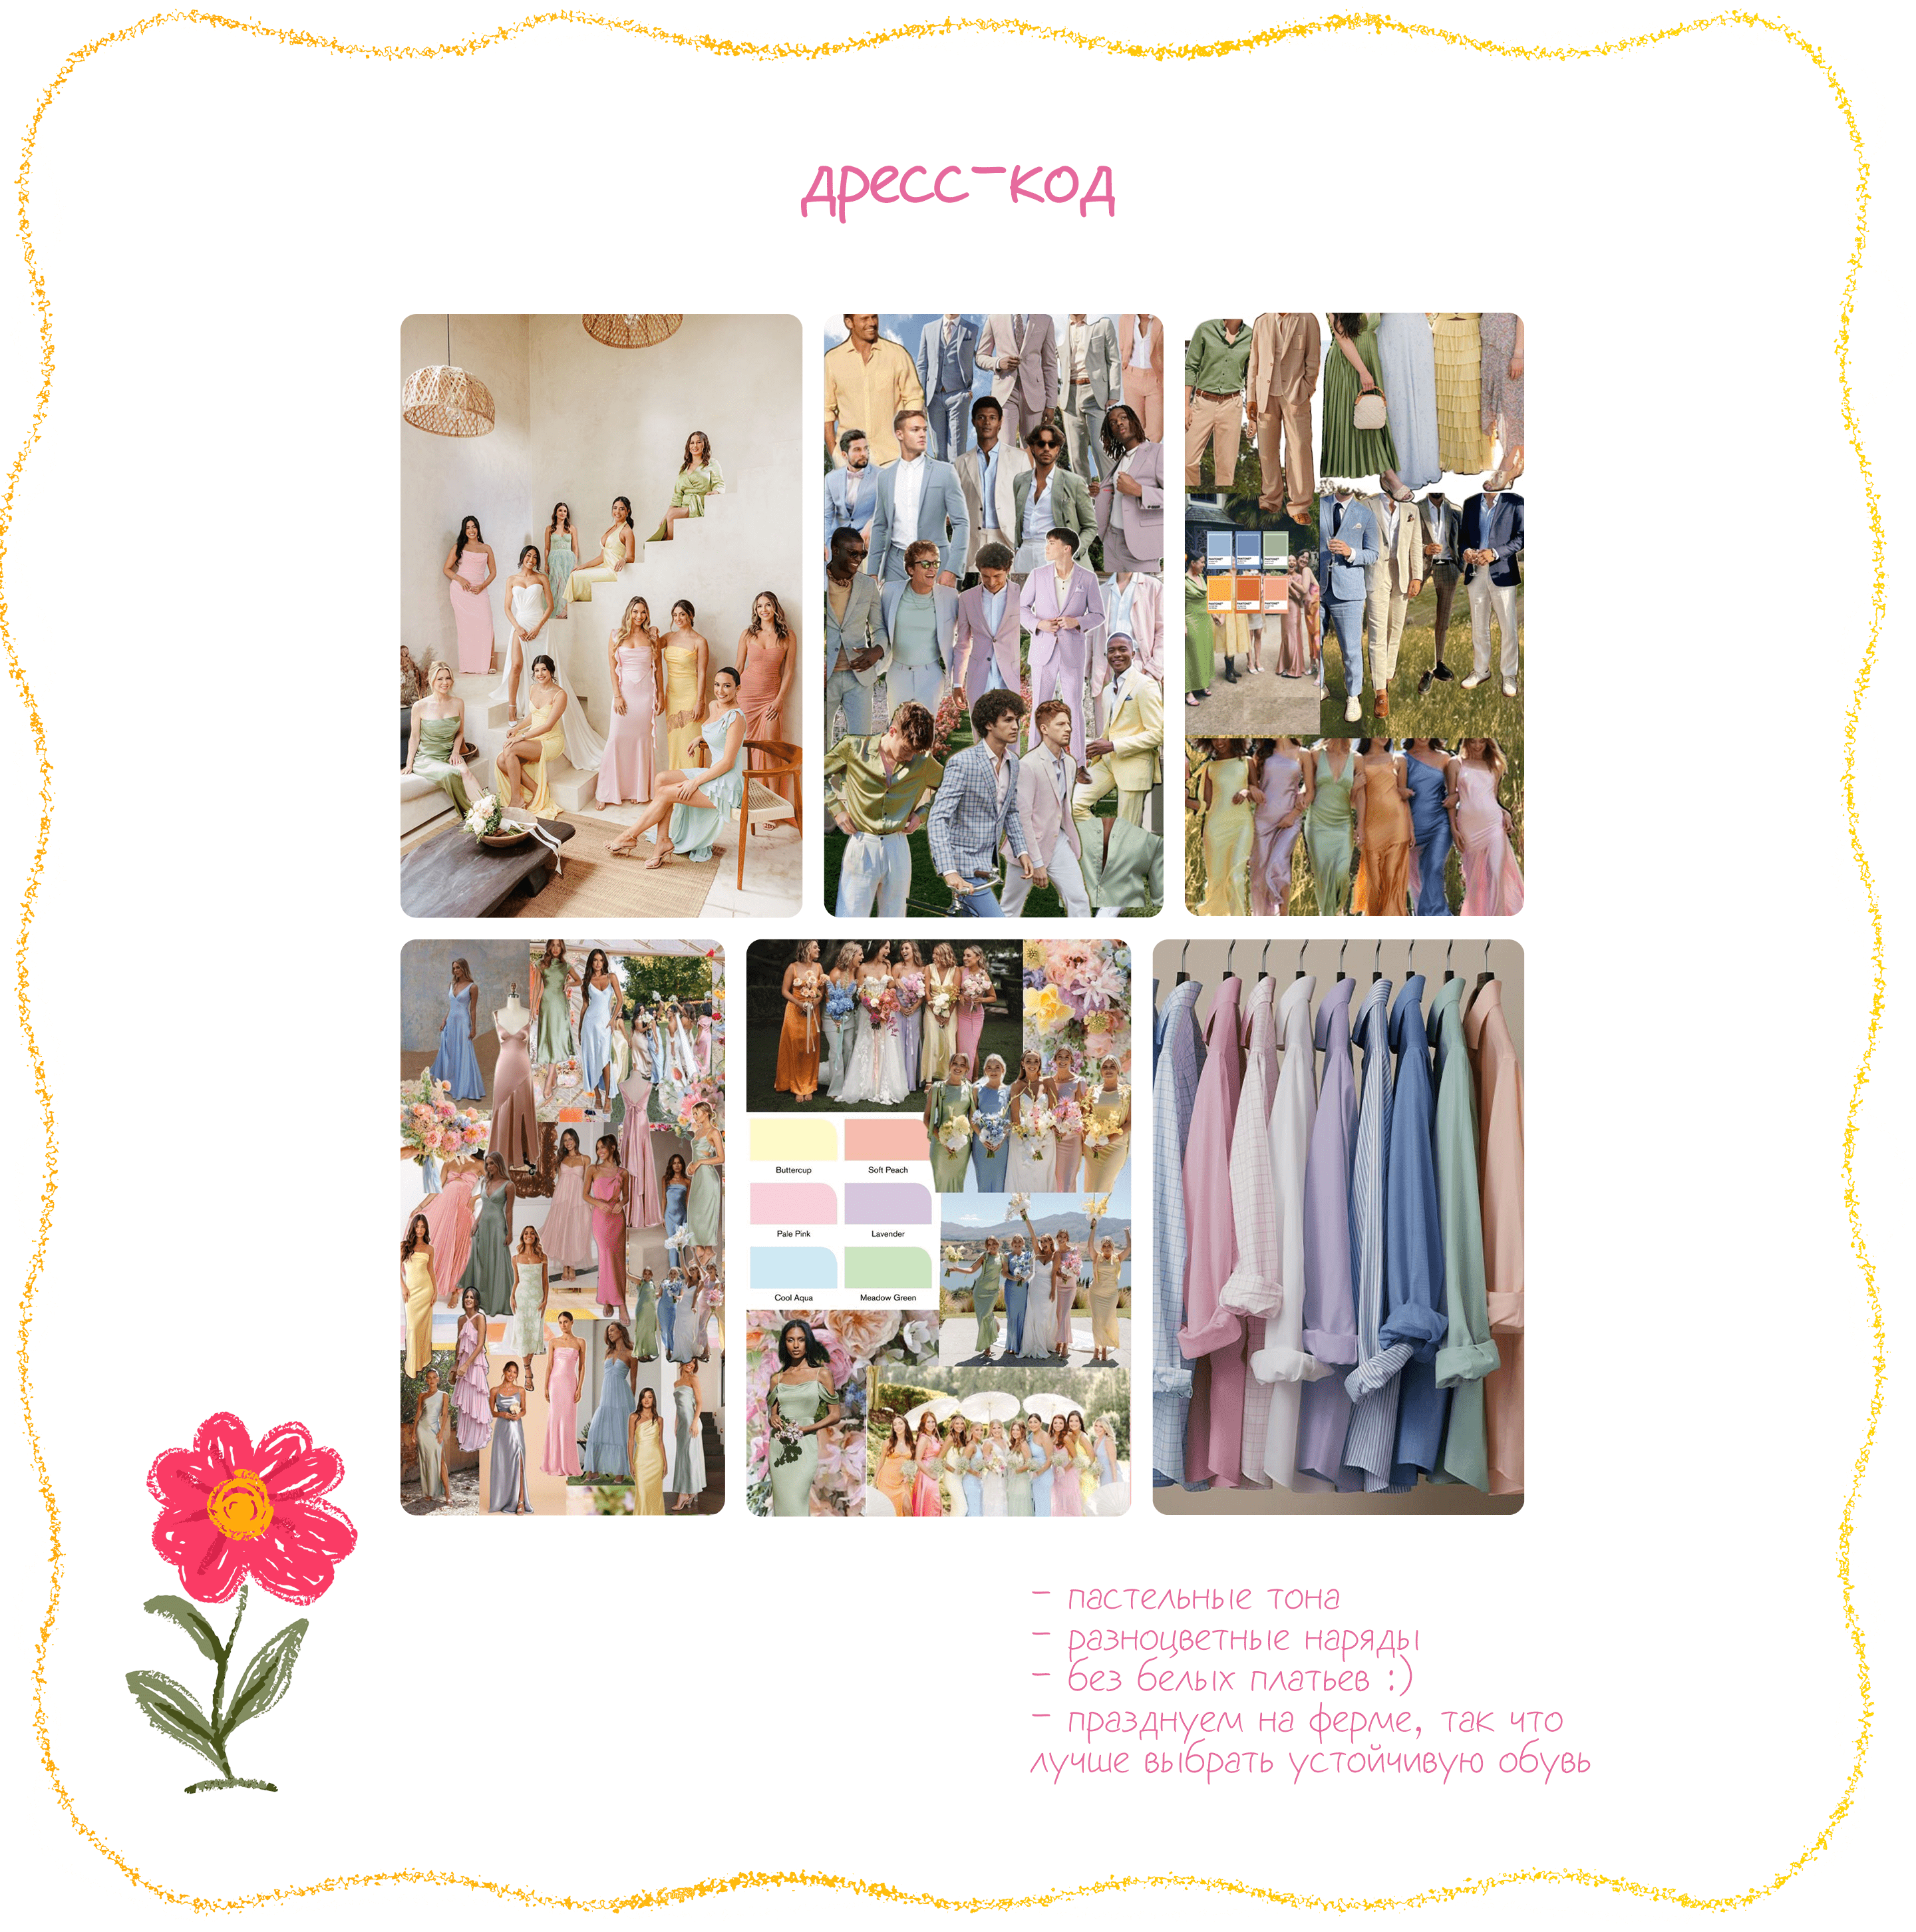 дресс-код
Buttercup
Soft Peach
Pale Pink
Lavender
Cool Aqua
Meadow Green
- пастельные тона
- разноцветные наряды
- без белых платьев :)
- празднуем на ферме, так что
лучше выбрать устойчивую обувь